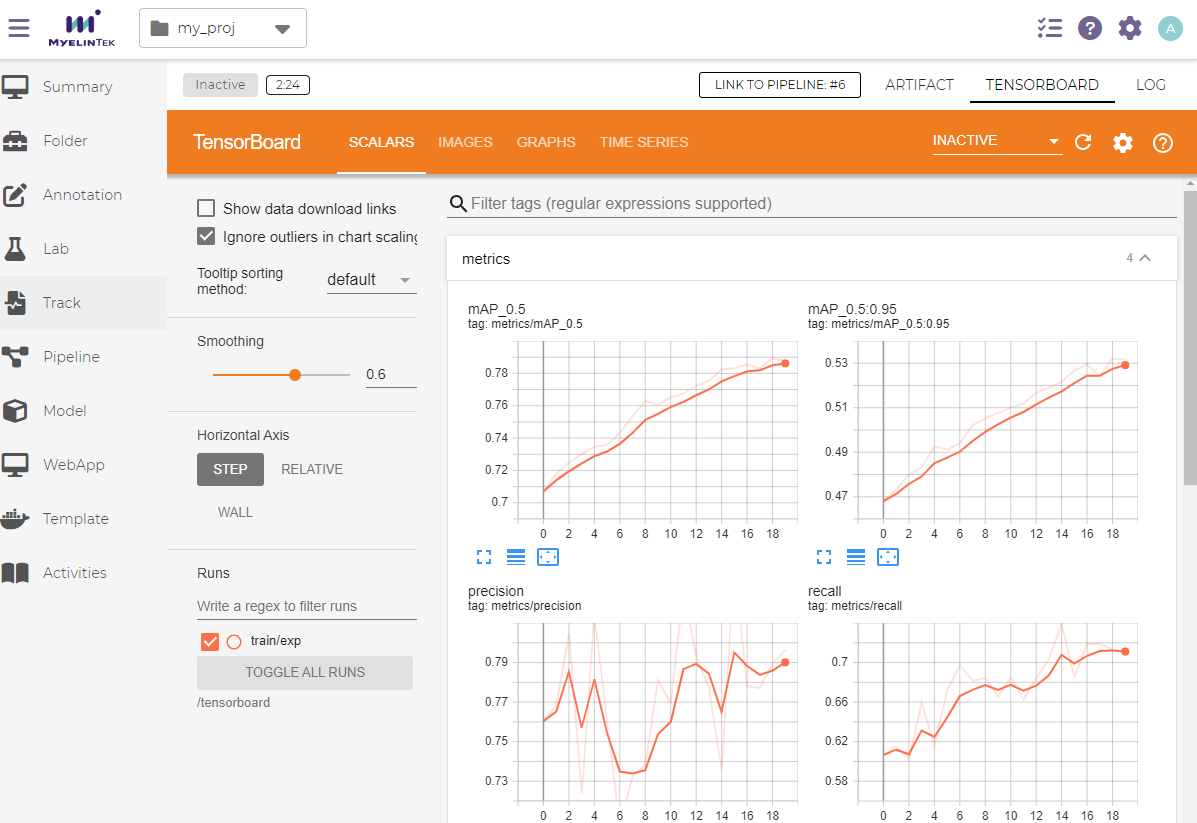 MYELINTEK
my_proj
A
Summary
Folder
Annotation
Lab
Track
Pipeline
Model
WebApp
Template
Activities
Inactive
2:24
LINK TO PIPELINE: #6
ARTIFACT
TENSORBOARD
LOG
TensorBoard
SCALARS
IMAGES
GRAPHS
TIME SERIES
INACTIVE
Show data download links
Ignore outliers in chart scaling
Tooltip sorting
method:
default
Smoothing
0.6
Horizontal Axis
STEP
RELATIVE
WALL
Runs
Write a regex to filter runs
train/exp
TOGGLE ALL RUNS
/tensorboard
Filter tags (regular expressions supported)
metrics
4
mAP_0.5
tag: metrics/mAP_0.5
0.78
0.76
0.74
0.72
0.7
0 2 4 6 8 10 12 14 16 18
mAP_0.5:0.95
tag: metrics/mAP_0.5:0.95
0.53
0.51
0.49
0.47
0 2 4 6 8 10 12 14 16 18
precision
tag: metrics/precision
0.79
0.77
0.75
0.73
0 2 4 6 8 10 12 14 16 18
recall
tag: metrics/recall
0.7
0.66
0.62
0.58
0 2 4 6 8 10 12 14 16 18